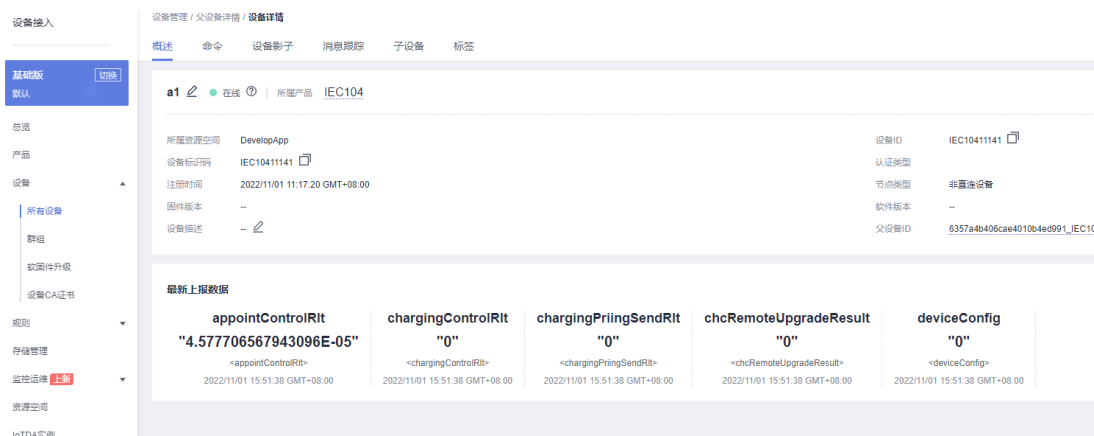 设备接入
基础版 切换
默认
总览
产品
设备
所有设备
群组
软固件升级
设备CA证书
规则
存储管理
监控运维 上新
资源空间
IoTDA实例
设备管理 / 父设备详情 / 设备详情
概述 命令 设备影子 消息跟踪 子设备 标签
a1 在线 所属产品 IEC104
所属资源空间 DevelopApp 设备ID IEC10411141
设备标识码 IEC10411141 认证类型
注册时间 2022/11/01 11:17:20 GMT+08:00 节点类型 非直连设备
固件版本 -- 软件版本 --
设备描述 -- 父设备ID 6357a4b406cae4010b4ed991_IEC10
最新上报数据
appointControlRlt chargingControlRlt chargingPriingSendRlt chcRemoteUpgradeResult deviceConfig
"4.577706567943096E-05" "0" "0" "0" "0"
<appointControlRlt> <chargingControlRlt> <chargingPriingSendRlt> <chcRemoteUpgradeResult> <deviceConfig>
2022/11/01 15:51:38 GMT+08:00 2022/11/01 15:51:38 GMT+08:00 2022/11/01 15:51:38 GMT+08:00 2022/11/01 15:51:38 GMT+08:00 2022/11/01 15:51:38 GMT+08:00